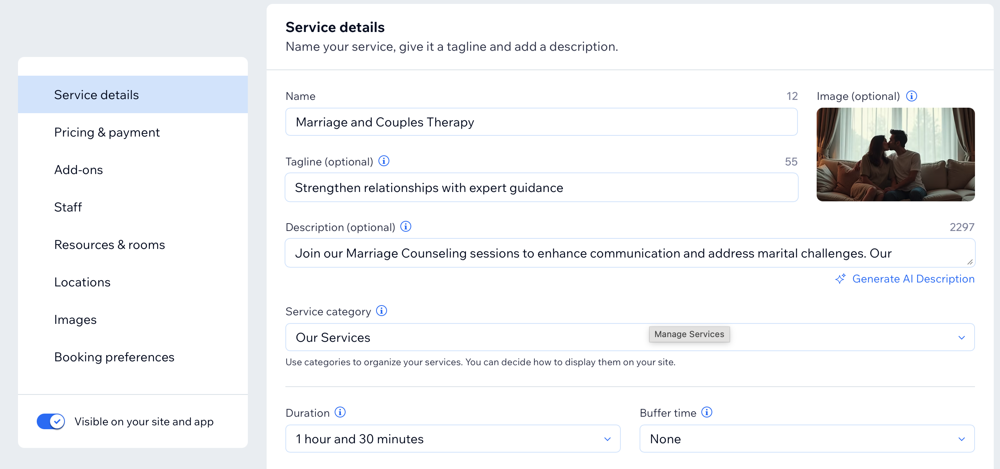 Service details
Name your service, give it a tagline and add a description.
Service details
Pricing & payment
Add-ons
Staff
Resources & rooms
Locations
Images
Booking preferences
Visible on your site and app
Name
12
Marriage and Couples Therapy
Image (optional)
Tagline (optional)
55
Strengthen relationships with expert guidance
Description (optional)
2297
Join our Marriage Counseling sessions to enhance communication and address marital challenges. Our
Generate AI Description
Service category
Our Services
Manage Services
Use categories to organize your services. You can decide how to display them on your site.
Duration
1 hour and 30 minutes
Buffer time
None